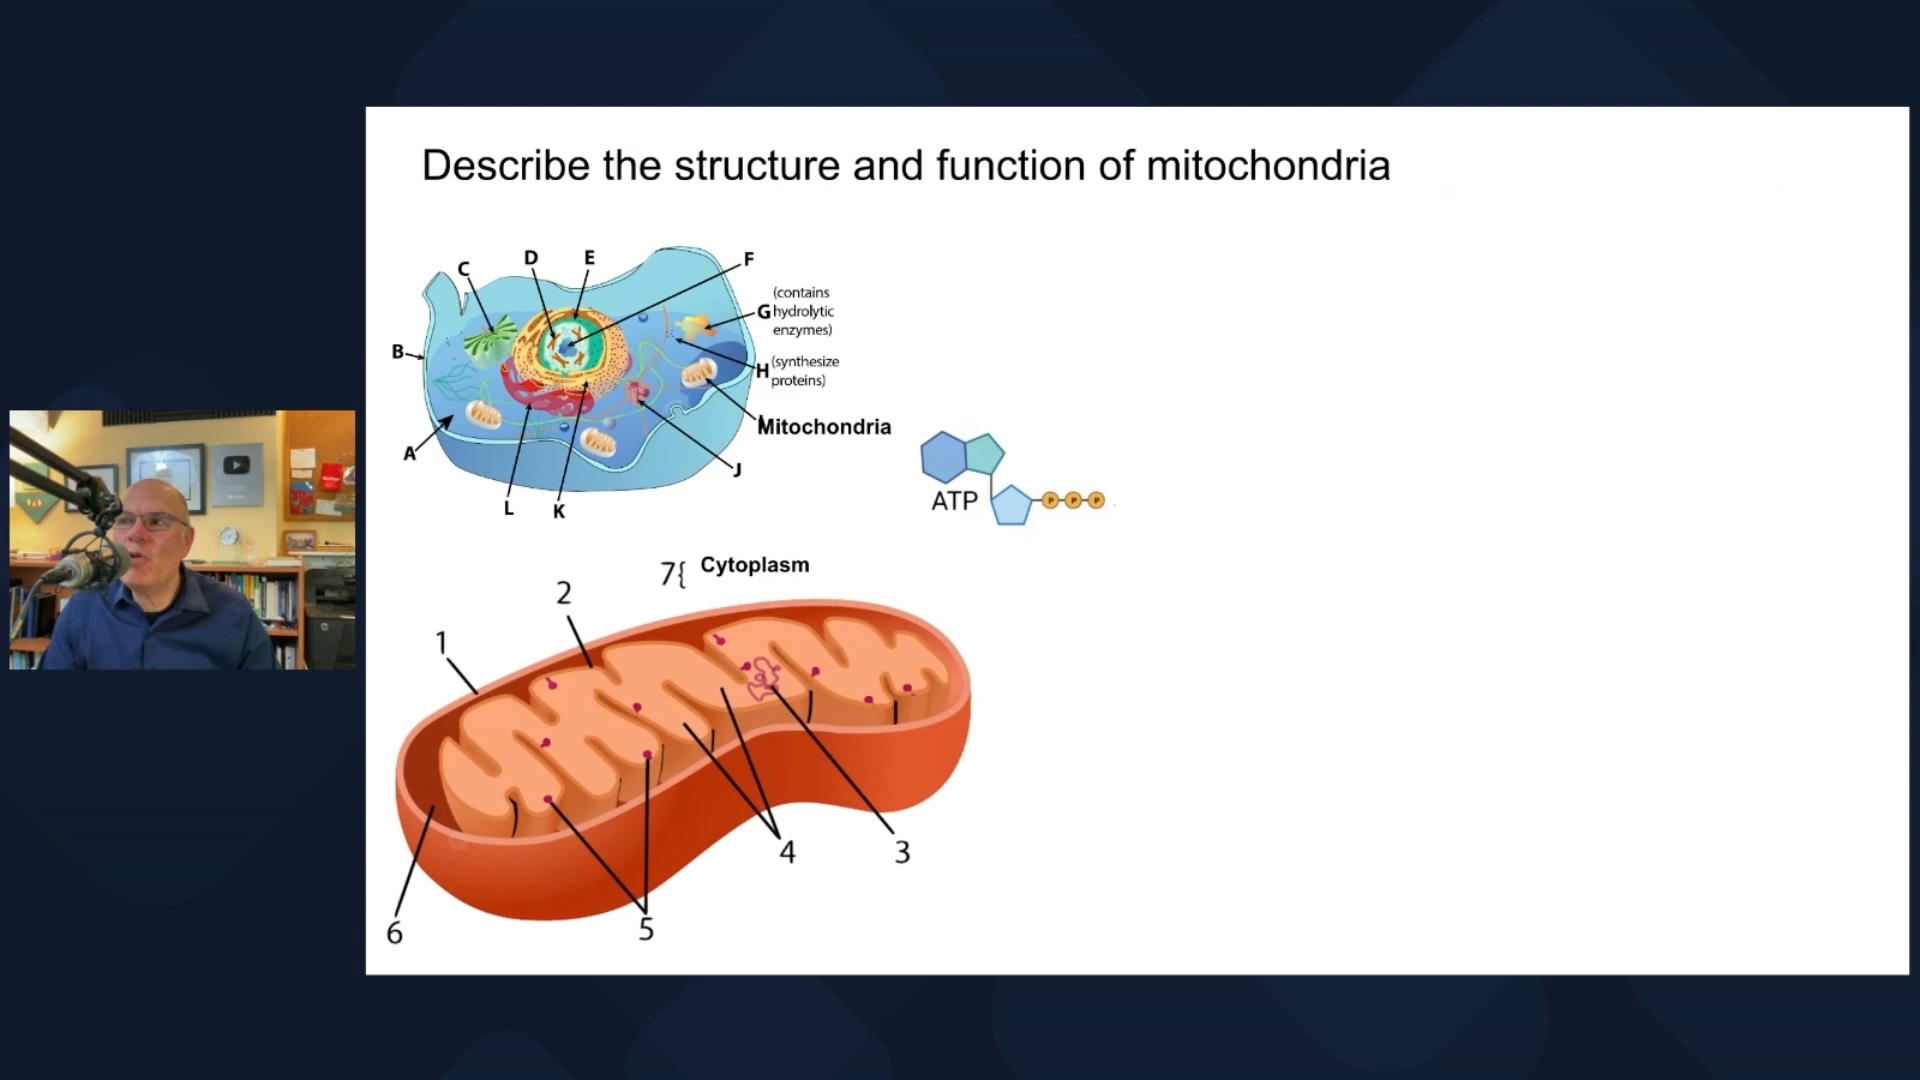 Describe the structure and function of mitochondria
C
D
E
F
(contains
G hydrolytic
enzymes)
B
H (synthesize
proteins)
Mitochondria
A
J
L
K
ATP
P P P
7{ Cytoplasm
2
1
4
3
5
6